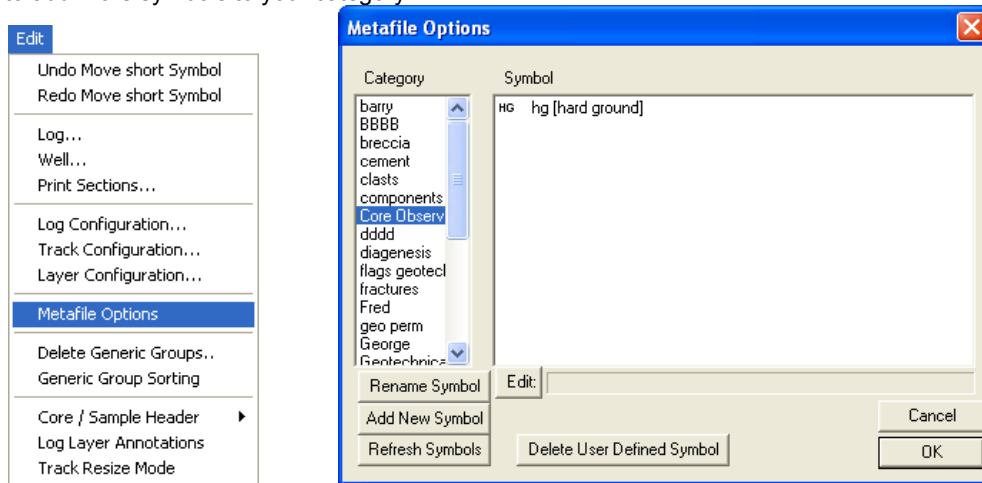 Edit
Undo Move short Symbol
Redo Move short Symbol
Log...
Well...
Print Sections...
Log Configuration...
Track Configuration...
Layer Configuration...
Metafile Options
Delete Generic Groups..
Generic Group Sorting
Core / Sample Header
Log Layer Annotations
Track Resize Mode
Metafile Options
Category
Symbol
barry
BBBB
breccia
cement
clasts
components
Core Observ
dddd
diagenesis
flags geotecl
fractures
Fred
geo perm
George
Geotechnica
HG hg [hard ground]
Rename Symbol
Edit:
Add New Symbol
Cancel
Refresh Symbols
Delete User Defined Symbol
OK